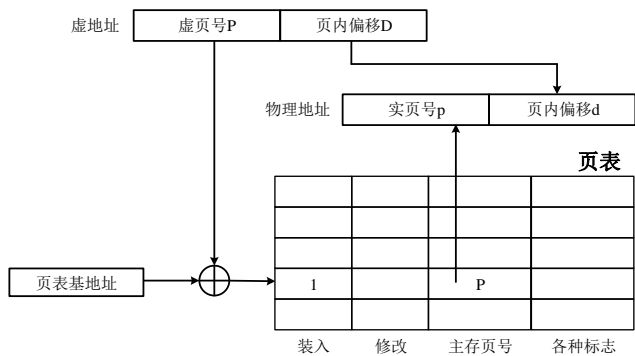 虚地址 虚页号P 页内偏移D
物理地址 实页号p 页内偏移d
页表
页表基地址 1 P
装入 修改 主存页号 各种标志